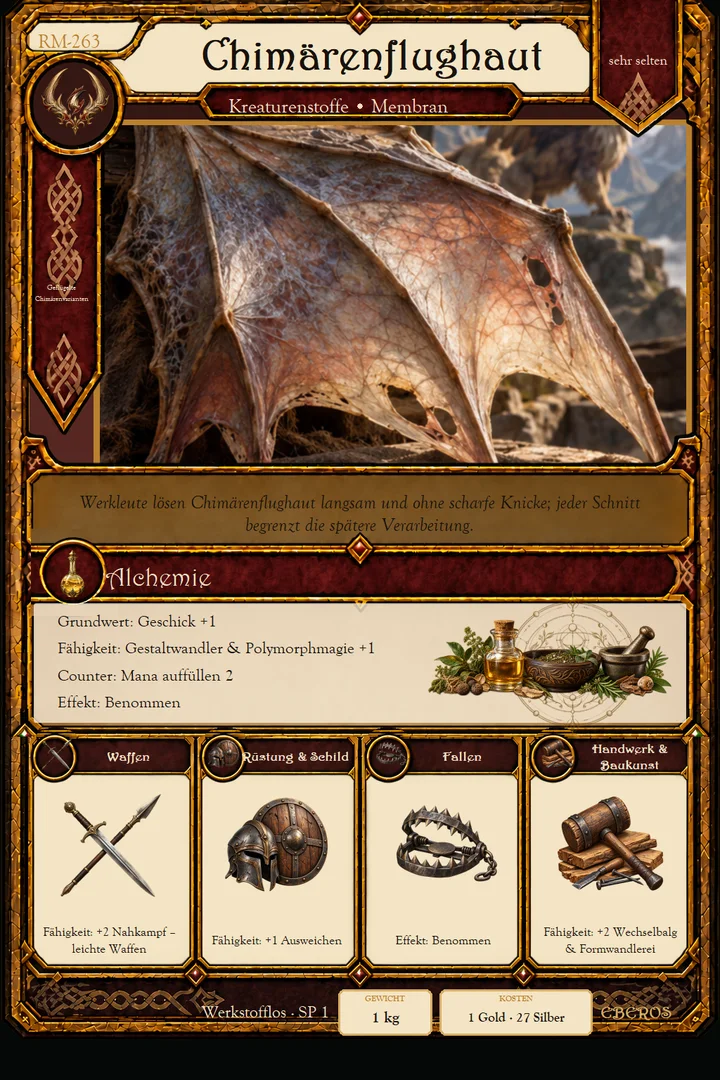 RM-263
Chimärenflughaut
sehr selten
Kreaturenstoffe • Membran
Geflügelte
Chimärenvarianten
Werkleute lösen Chimärenflughaut langsam und ohne scharfe Knicke; jeder Schnitt
begrenzt die spätere Verarbeitung.
Alchemie
Grundwert: Geschick +1
Fähigkeit: Gestaltwandler & Polymorphmagie +1
Counter: Mana auffüllen 2
Effekt: Benommen
Waffen
Fähigkeit: +2 Nahkampf –
leichte Waffen
Rüstung & Schild
Fähigkeit: +1 Ausweichen
Fallen
Effekt: Benommen
Handwerk &
Baukunst
Fähigkeit: +2 Wechselbalg
& Formwandlerei
Werkstofflos · SP 1
GEWICHT
1 kg
KOSTEN
1 Gold · 27 Silber
EBEROS